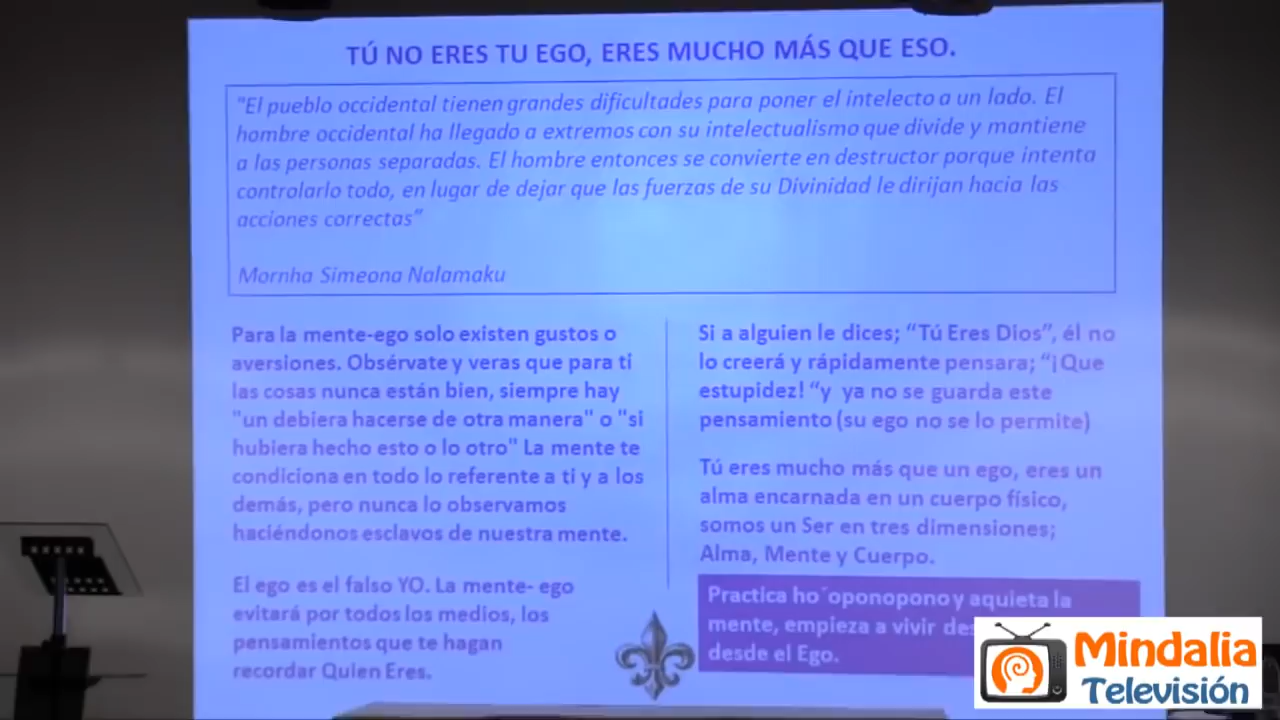 TÚ NO ERES TU EGO, ERES MUCHO MÁS QUE ESO.
"El pueblo occidental tienen grandes dificultades para poner el intelecto a un lado. El
hombre occidental ha llegado a extremos con su intelectualismo que divide y mantiene
a las personas separadas. El hombre entonces se convierte en destructor porque intenta
controlarlo todo, en lugar de dejar que las fuerzas de su Divinidad le dirijan hacia las
acciones correctas”
Mornha Simeona Nalamaku
Para la mente-ego solo existen gustos o
aversiones. Obsérvate y veras que para ti
las cosas nunca están bien, siempre hay
"un debiera hacerse de otra manera" o "si
hubiera hecho esto o lo otro" La mente te
condiciona en todo lo referente a ti y a los
demás, pero nunca lo observamos
haciéndonos esclavos de nuestra mente.
El ego es el falso YO. La mente- ego
evitará por todos los medios, los
pensamientos que te hagan
recordar Quien Eres.
Si a alguien le dices; “Tú Eres Dios”, él no
lo creerá y rápidamente pensara; “¡Que
estupidez! “y ya no se guarda este
pensamiento (su ego no se lo permite)
Tú eres mucho más que un ego, eres un
alma encarnada en un cuerpo físico,
somos un Ser en tres dimensiones;
Alma, Mente y Cuerpo.
Practica ho´oponopono y aquieta la
mente, empieza a vivir
desde el Ego.
Mindalia
Televisión